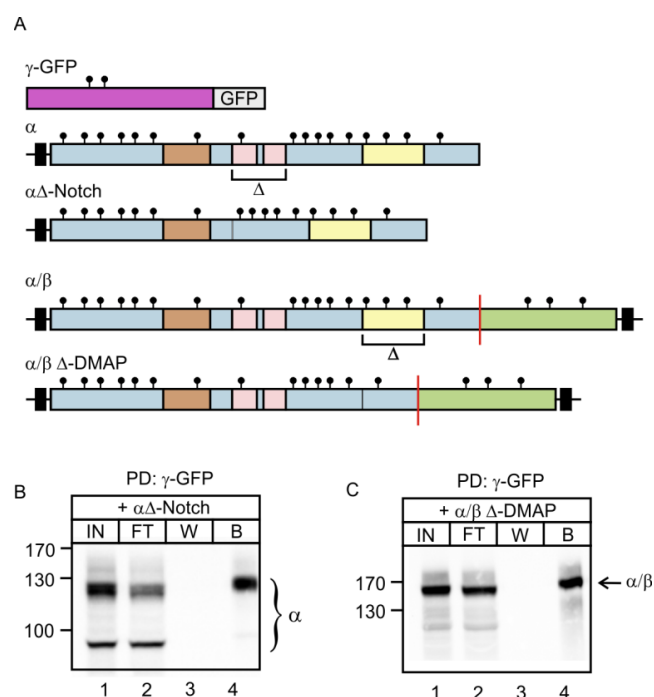 A
γ-GFP
GFP
α
Δ
αΔ-Notch
α/β
Δ
α/β Δ-DMAP
B
PD: γ-GFP
+ αΔ-Notch
IN FT W B
170
130
100
α
1 2 3 4
C
PD: γ-GFP
+ α/β Δ-DMAP
IN FT W B
170
130
α/β
1 2 3 4